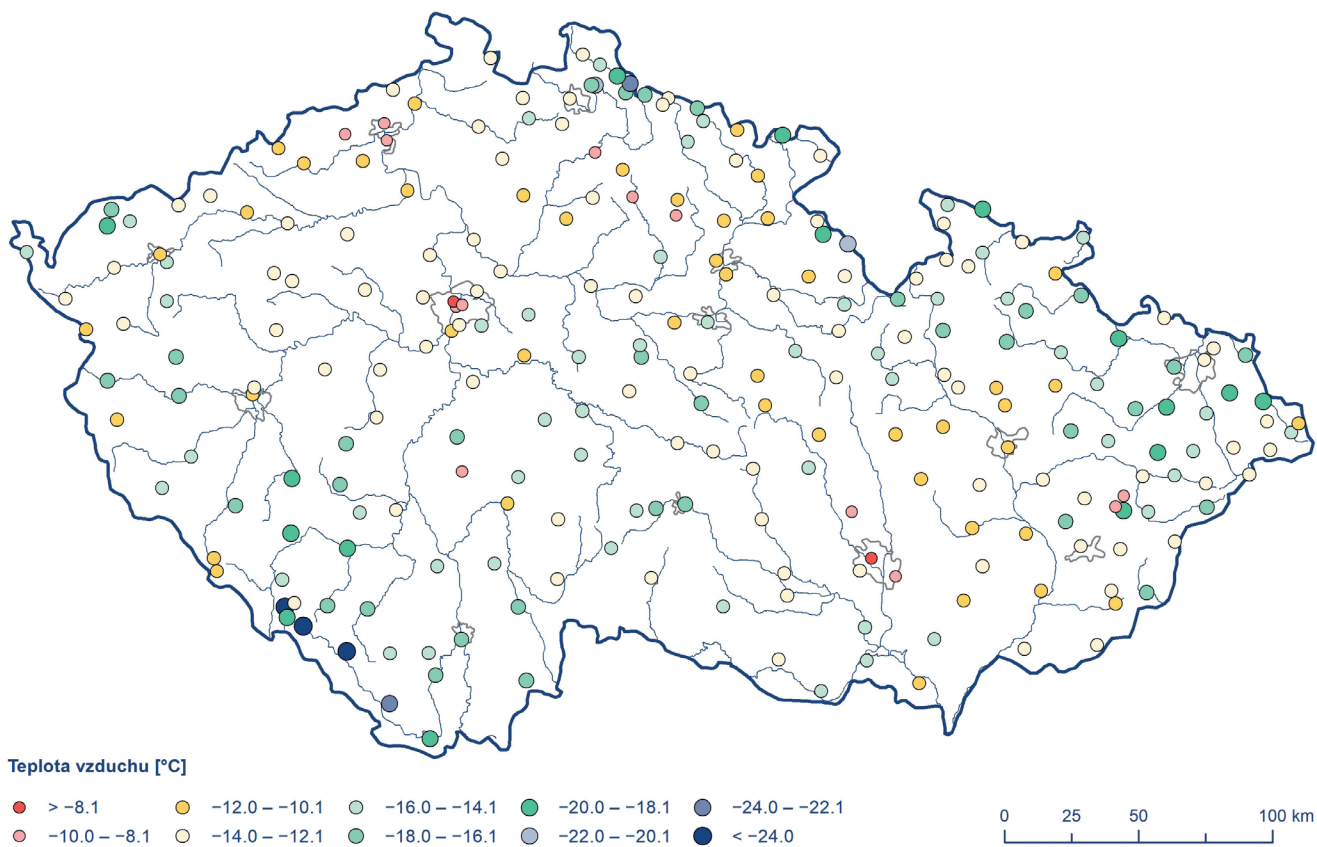 Teplota vzduchu [°C]
> −8.1 −12.0 – −10.1 −16.0 – −14.1 −20.0 – −18.1 −24.0 – −22.1
−10.0 – −8.1 −14.0 – −12.1 −18.0 – −16.1 −22.0 – −20.1 < −24.0
0 25 50 100 km